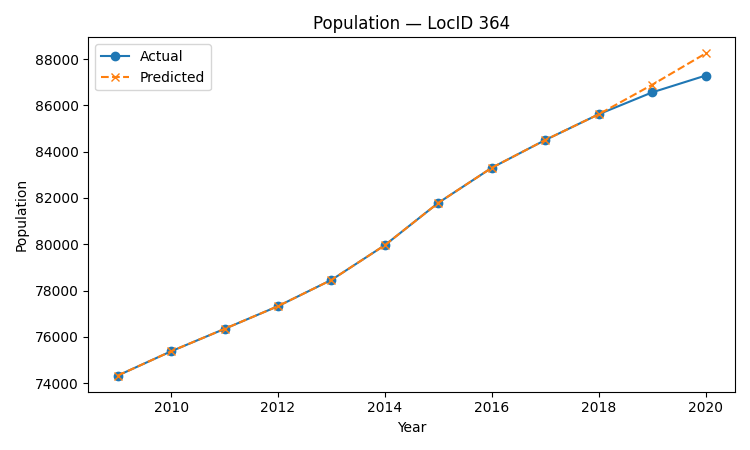 Population — LocID 364
Actual
Predicted
88000
86000
84000
82000
80000
78000
76000
74000
Population
2010 2012 2014 2016 2018 2020
Year